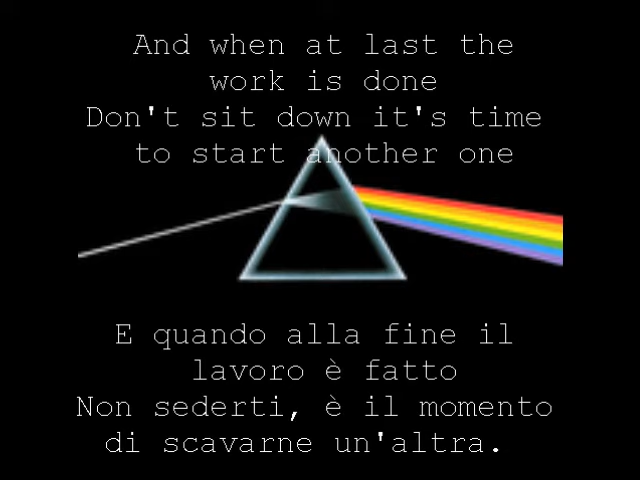 And when at last the
work is done
Don't sit down it's time
to start another one
E quando alla fine il
lavoro è fatto
Non sederti, è il momento
di scavarne un'altra.